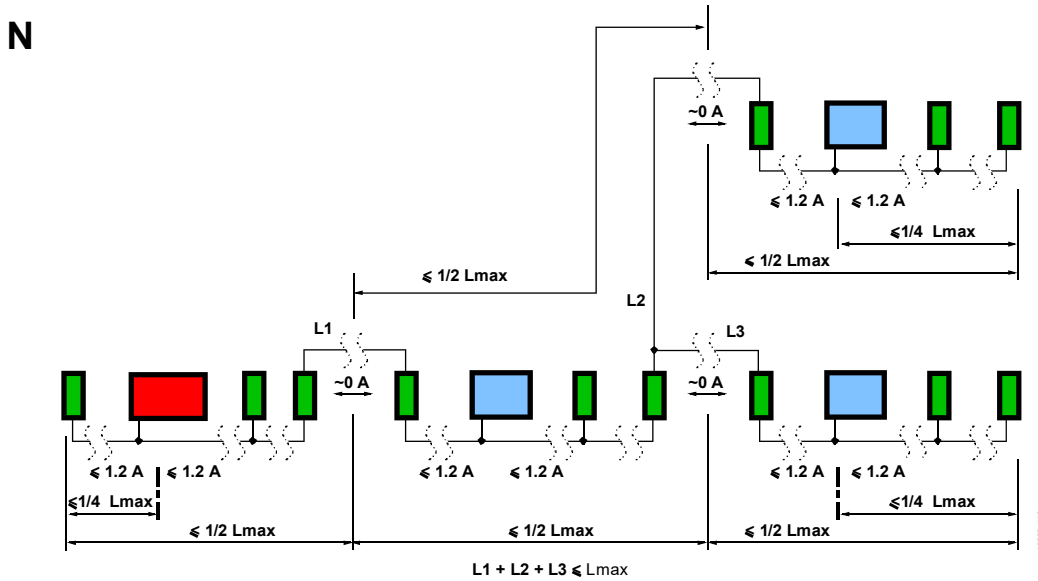 N
~0 A
⩽ 1.2 A ⩽ 1.2 A
⩽1/4 Lmax
⩽ 1/2 Lmax
⩽ 1/2 Lmax
L2
L1
L3
~0 A
~0 A
⩽ 1.2 A ⩽ 1.2 A
⩽ 1.2 A ⩽ 1.2 A
⩽ 1.2 A ⩽ 1.2 A
⩽1/4 Lmax
⩽1/4 Lmax
⩽ 1/2 Lmax
⩽ 1/2 Lmax
⩽ 1/2 Lmax
L1 + L2 + L3 ⩽ Lmax